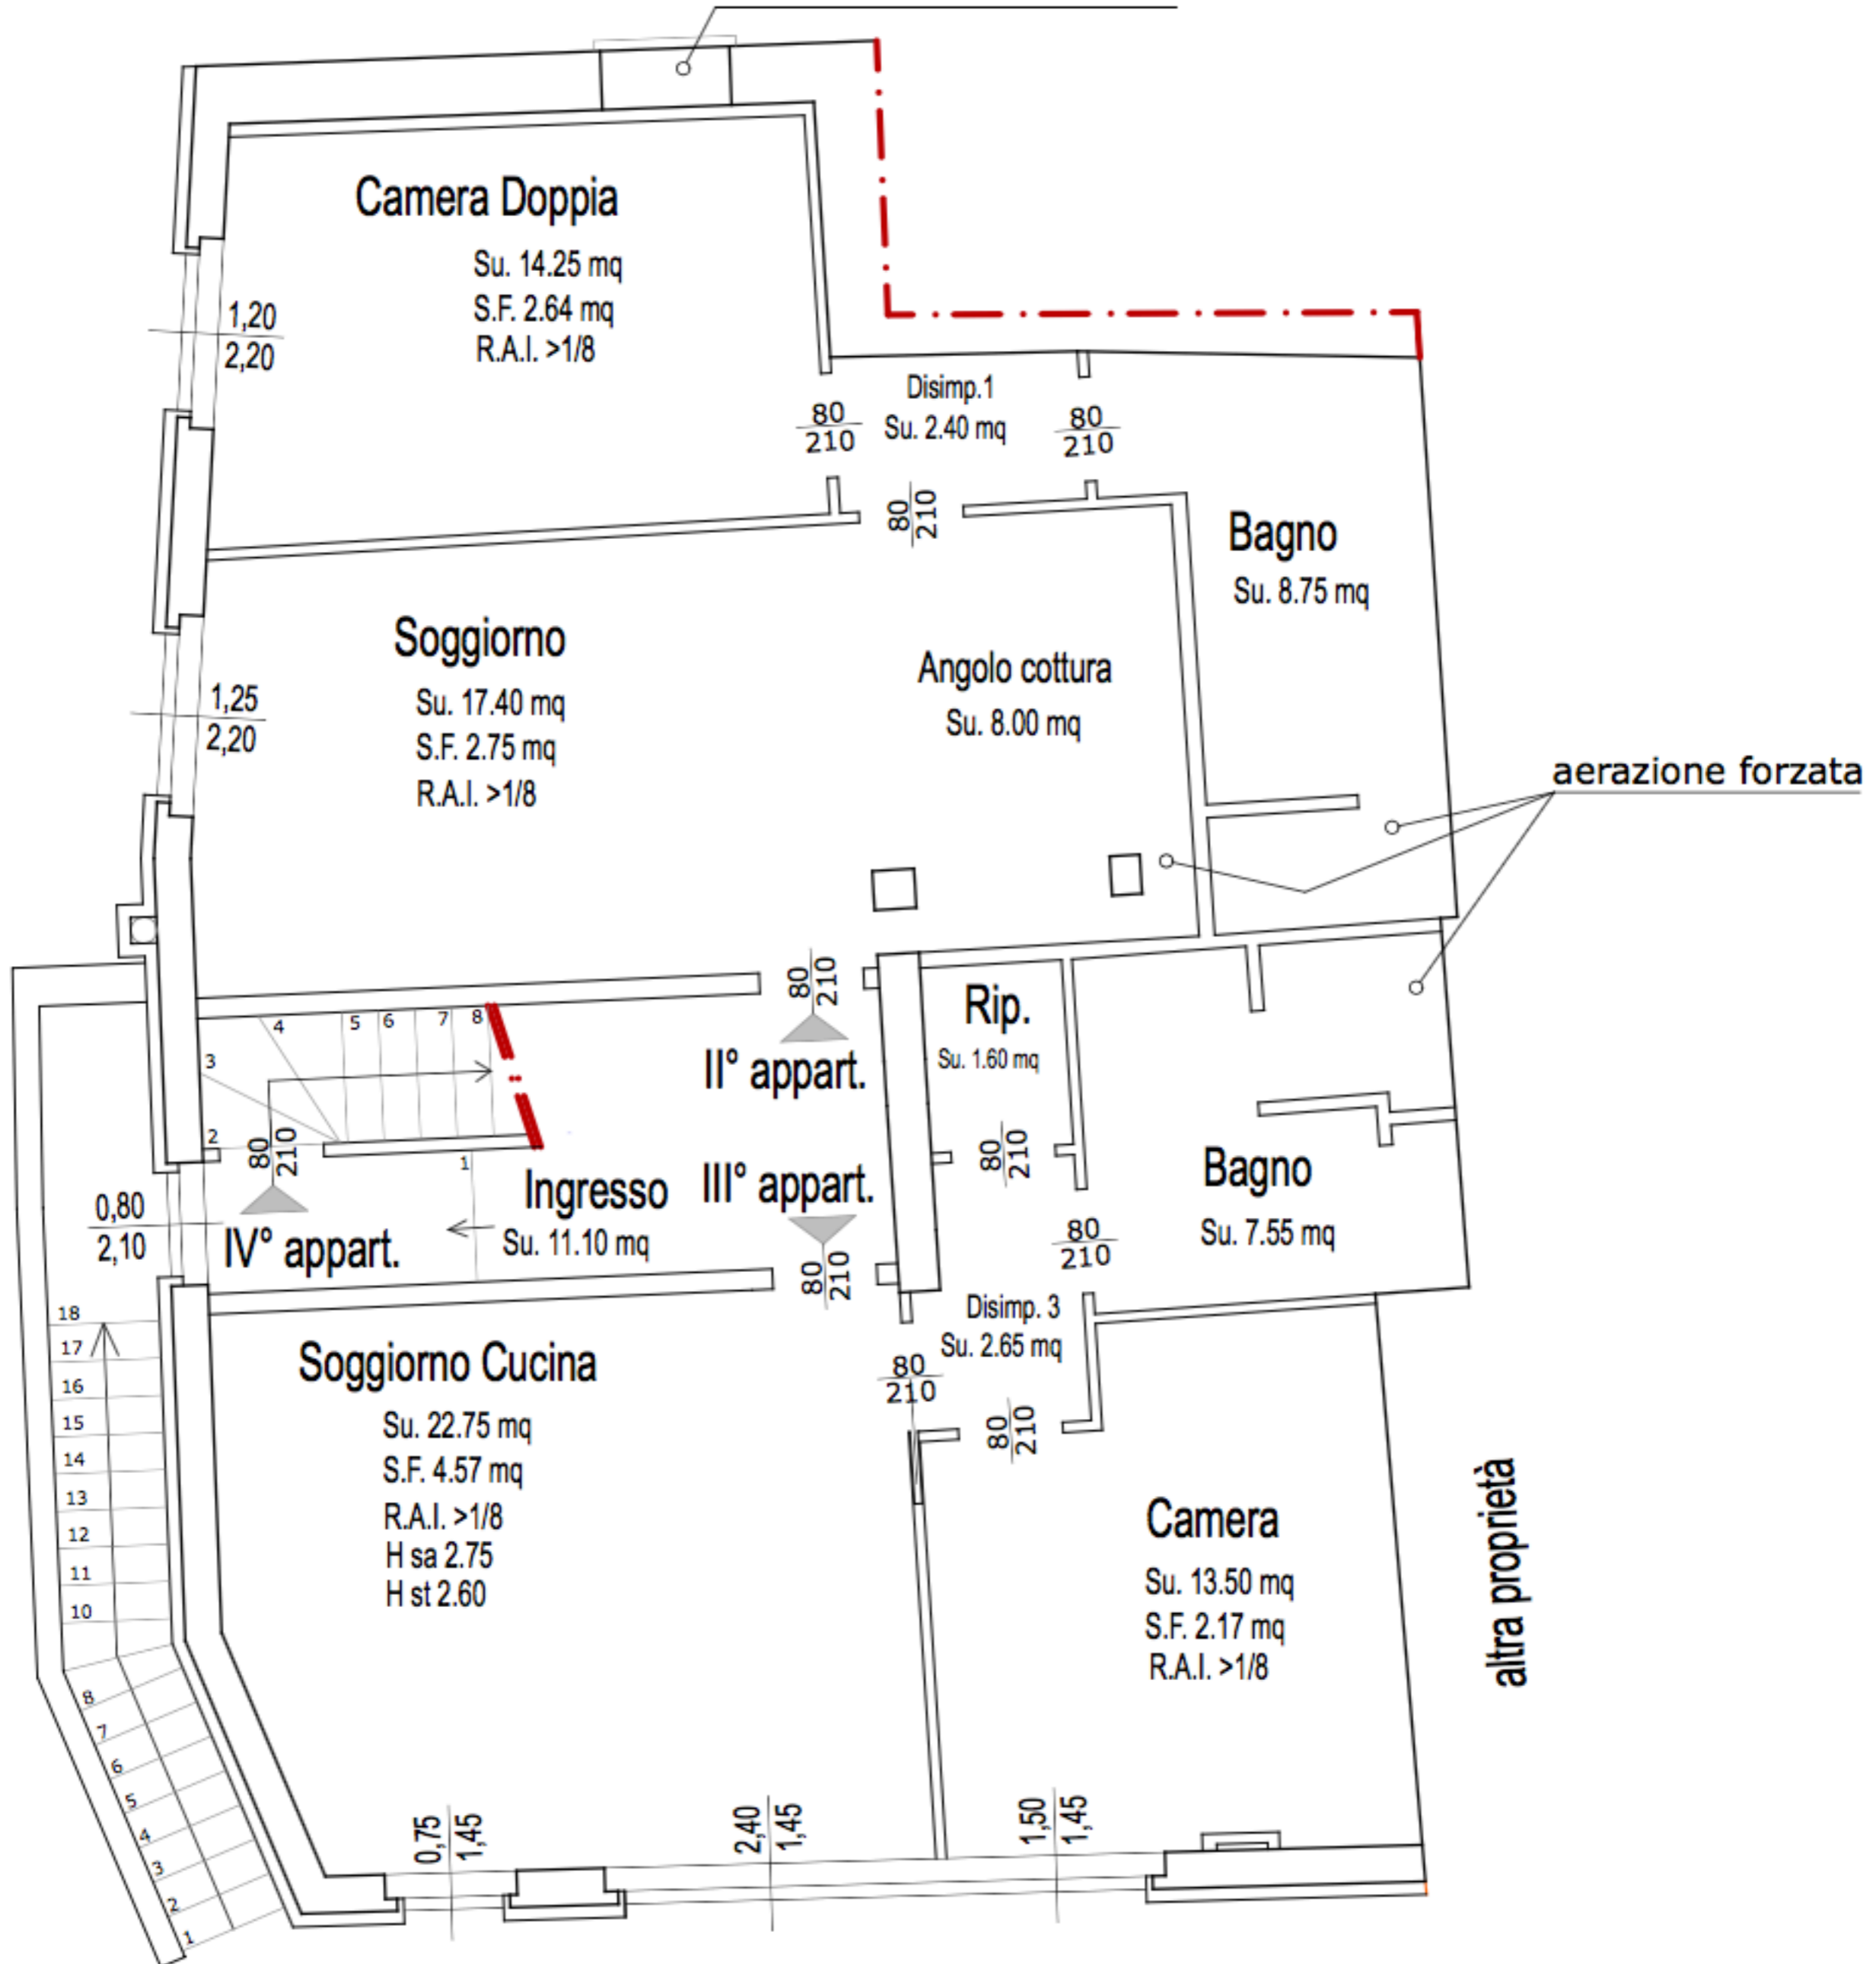 Camera Doppia
Su. 14.25 mq
S.F. 2.64 mq
R.A.I. >1/8
1,20
2,20
Disimp.1
Su. 2.40 mq
80
210
80
210
80
210
Bagno
Su. 8.75 mq
Soggiorno
Su. 17.40 mq
S.F. 2.75 mq
R.A.I. >1/8
1,25
2,20
Angolo cottura
Su. 8.00 mq
aerazione forzata
80
210
II° appart.
Rip.
Su. 1.60 mq
8
7
6
5
4
3
2
1
80
210
80
210
IV° appart.
0,80
2,10
Ingresso
Su. 11.10 mq
III° appart.
80
210
Bagno
Su. 7.55 mq
80
210
Disimp. 3
Su. 2.65 mq
80
210
80
210
Soggiorno Cucina
Su. 22.75 mq
S.F. 4.57 mq
R.A.I. >1/8
H sa 2.75
H st 2.60
Camera
Su. 13.50 mq
S.F. 2.17 mq
R.A.I. >1/8
altra proprietà
18
17
16
15
14
13
12
11
10
8
7
6
5
4
3
2
1
0,75
1,45
2,40
1,45
1,50
1,45